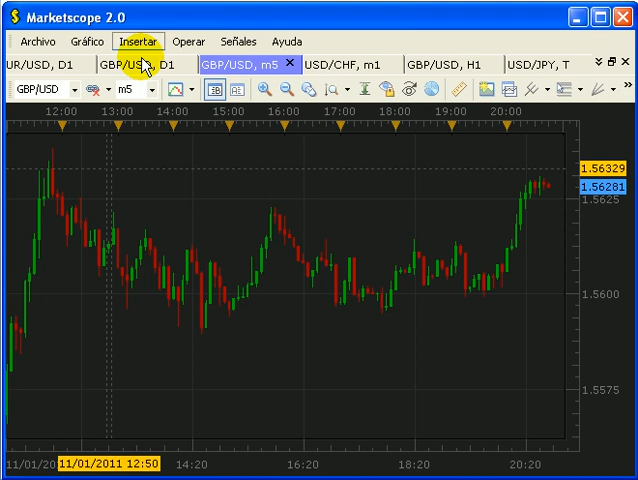 Marketscope 2.0
Archivo Gráfico Insertar Operar Señales Ayuda
UR/USD, D1 GBP/USD, D1 GBP/USD, m5 USD/CHF, m1 GBP/USD, H1 USD/JPY, T
GBP/USD m5
12:00 13:00 14:00 15:00 16:00 17:00 18:00 19:00 20:00
1.56329
1.56281
1.5625
1.5600
1.5575
11/01/20 11/01/2011 12:50 14:20 16:20 18:20 20:20